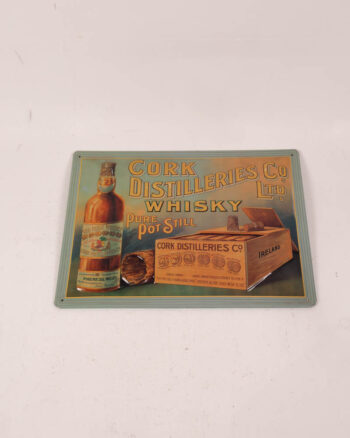 CORK
DISTILLERIES Co
LTD
WHISKY
PURE
POT STILL
CORK DISTILLERIES Co
IRELAND